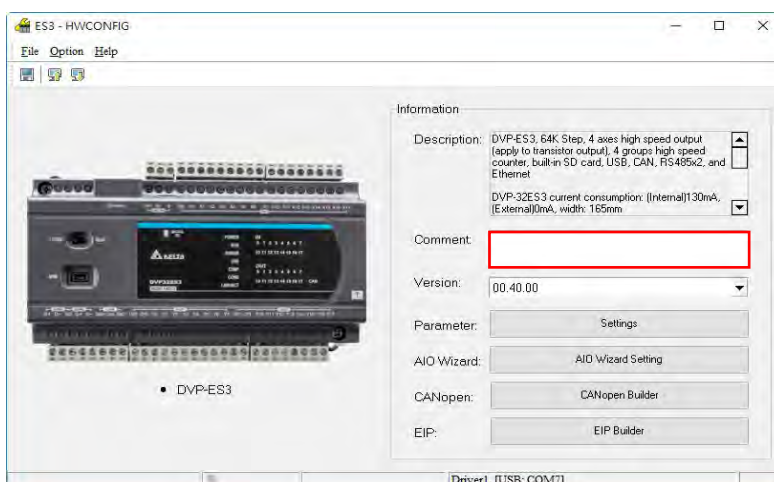 ES3 - HWCONFIG
File Option Help
Information
Description:
DVP-ES3, 64K Step, 4 axes high speed output
(apply to transistor output), 4 groups high speed
counter, built-in SD card, USB, CAN, RS485x2, and
Ethernet
DVP-32ES3 current consumption: (Internal)130mA,
(External)0mA, width: 165mm
Comment:
Version: 00.40.00
Parameter: Settings
AIO Wizard: AIO Wizard Setting
CANopen: CANopen Builder
EIP: EIP Builder
DELTA
DVP32ES3
• DVP-ES3
Driver1, [USB: COM7]